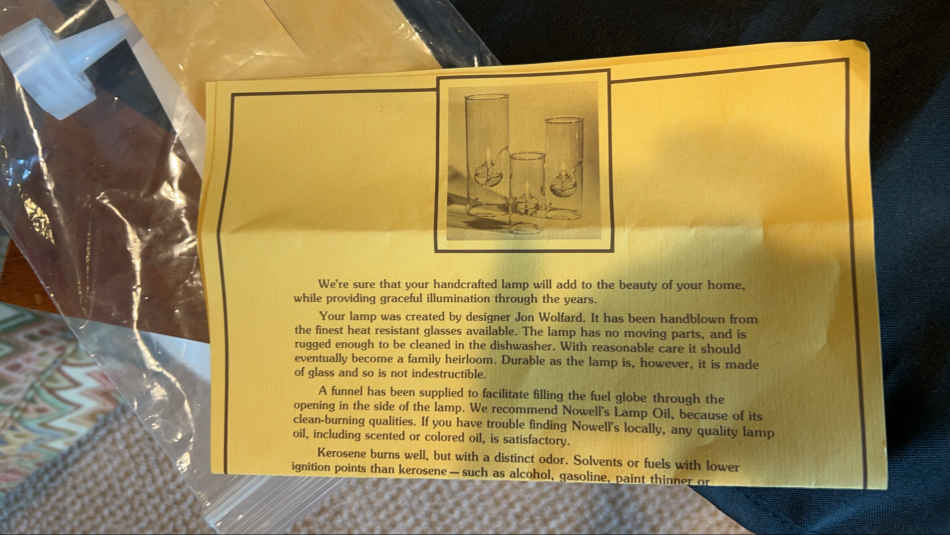 We're sure that your handcrafted lamp will add to the beauty of your home,
while providing graceful illumination through the years.
Your lamp was created by designer Jon Wolfard. It has been handblown from
the finest heat resistant glasses available. The lamp has no moving parts, and is
rugged enough to be cleaned in the dishwasher. With reasonable care it should
eventually become a family heirloom. Durable as the lamp is, however, it is made
of glass and so is not indestructible.
A funnel has been supplied to facilitate filling the fuel globe through the
opening in the side of the lamp. We recommend Nowell's Lamp Oil, because of its
clean-burning qualities. If you have trouble finding Nowell's locally, any quality lamp
oil, including scented or colored oil, is satisfactory.
Kerosene burns well, but with a distinct odor. Solvents or fuels with lower
ignition points than kerosene — such as alcohol, gasoline, paint thinner or